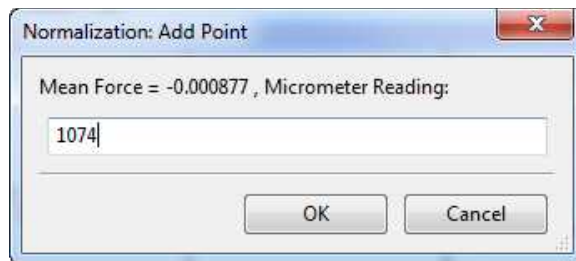 Normalization: Add Point
Mean Force = -0.000877 , Micrometer Reading:
1074
OK
Cancel